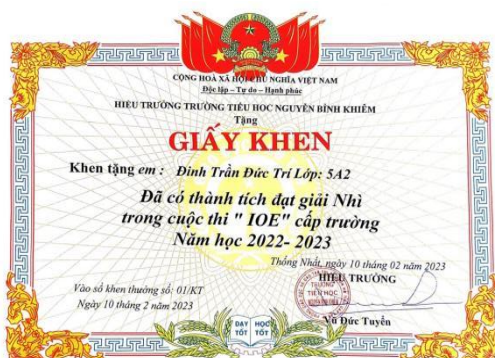 CỘNG HOÀ XÃ HỘI CHỦ NGHĨA VIỆT NAM
Độc lập – Tự do – Hạnh phúc
HIỆU TRƯỞNG TRƯỜNG TIỂU HỌC NGUYỄN BỈNH KHIÊM
Tặng
GIẤY KHEN
Khen tặng em : Đinh Trần Đức Trí Lớp: 5A2
Đã có thành tích đạt giải Nhì
trong cuộc thi " IOE" cấp trường
Năm học 2022- 2023
Thống Nhất, ngày 10 tháng 02 năm 2023
HIỆU TRƯỞNG
TRƯỜNG
TIỂU HỌC
Vào sổ khen thưởng số: 01/KT
Ngày 10 tháng 2 năm 2023
Vũ Đức Tuyển
DẠY TỐT
HỌC TỐT